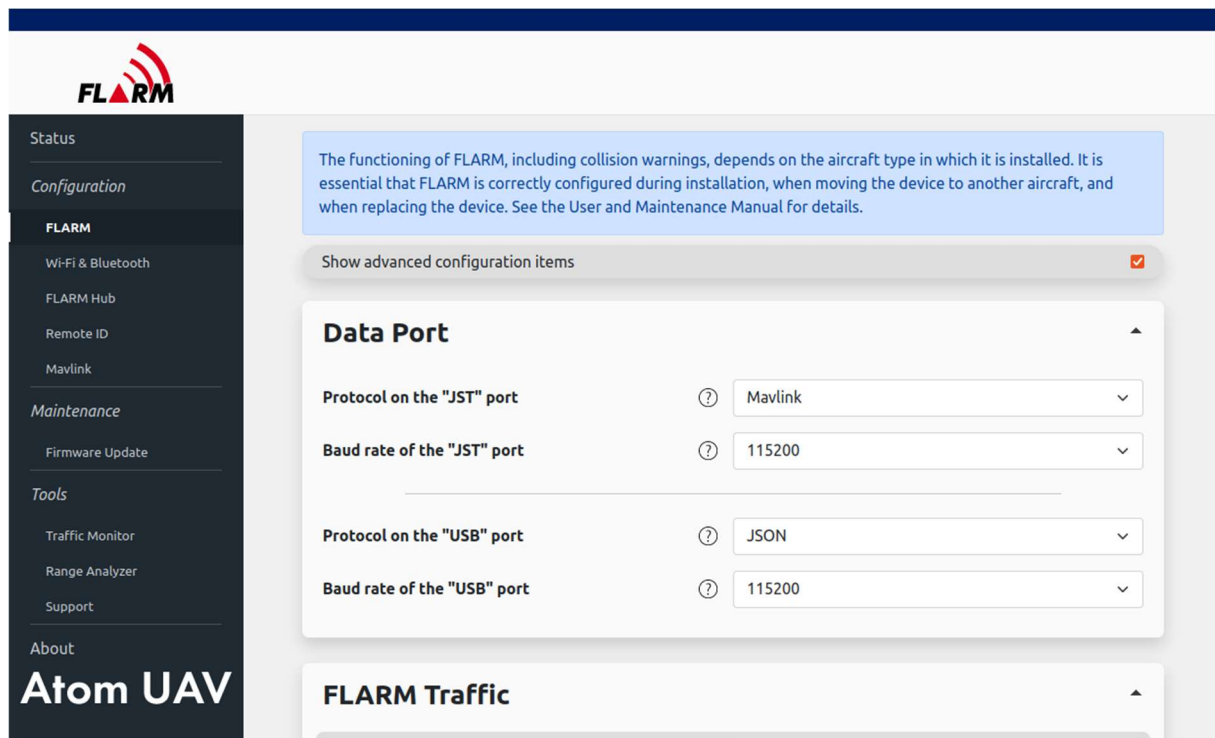 FLARM
Status
Configuration
FLARM
Wi-Fi & Bluetooth
FLARM Hub
Remote ID
Mavlink
Maintenance
Firmware Update
Tools
Traffic Monitor
Range Analyzer
Support
About
Atom UAV
The functioning of FLARM, including collision warnings, depends on the aircraft type in which it is installed. It is
essential that FLARM is correctly configured during installation, when moving the device to another aircraft, and
when replacing the device. See the User and Maintenance Manual for details.
Show advanced configuration items
Data Port
Protocol on the "JST" port ? Mavlink
Baud rate of the "JST" port ? 115200
Protocol on the "USB" port ? JSON
Baud rate of the "USB" port ? 115200
FLARM Traffic